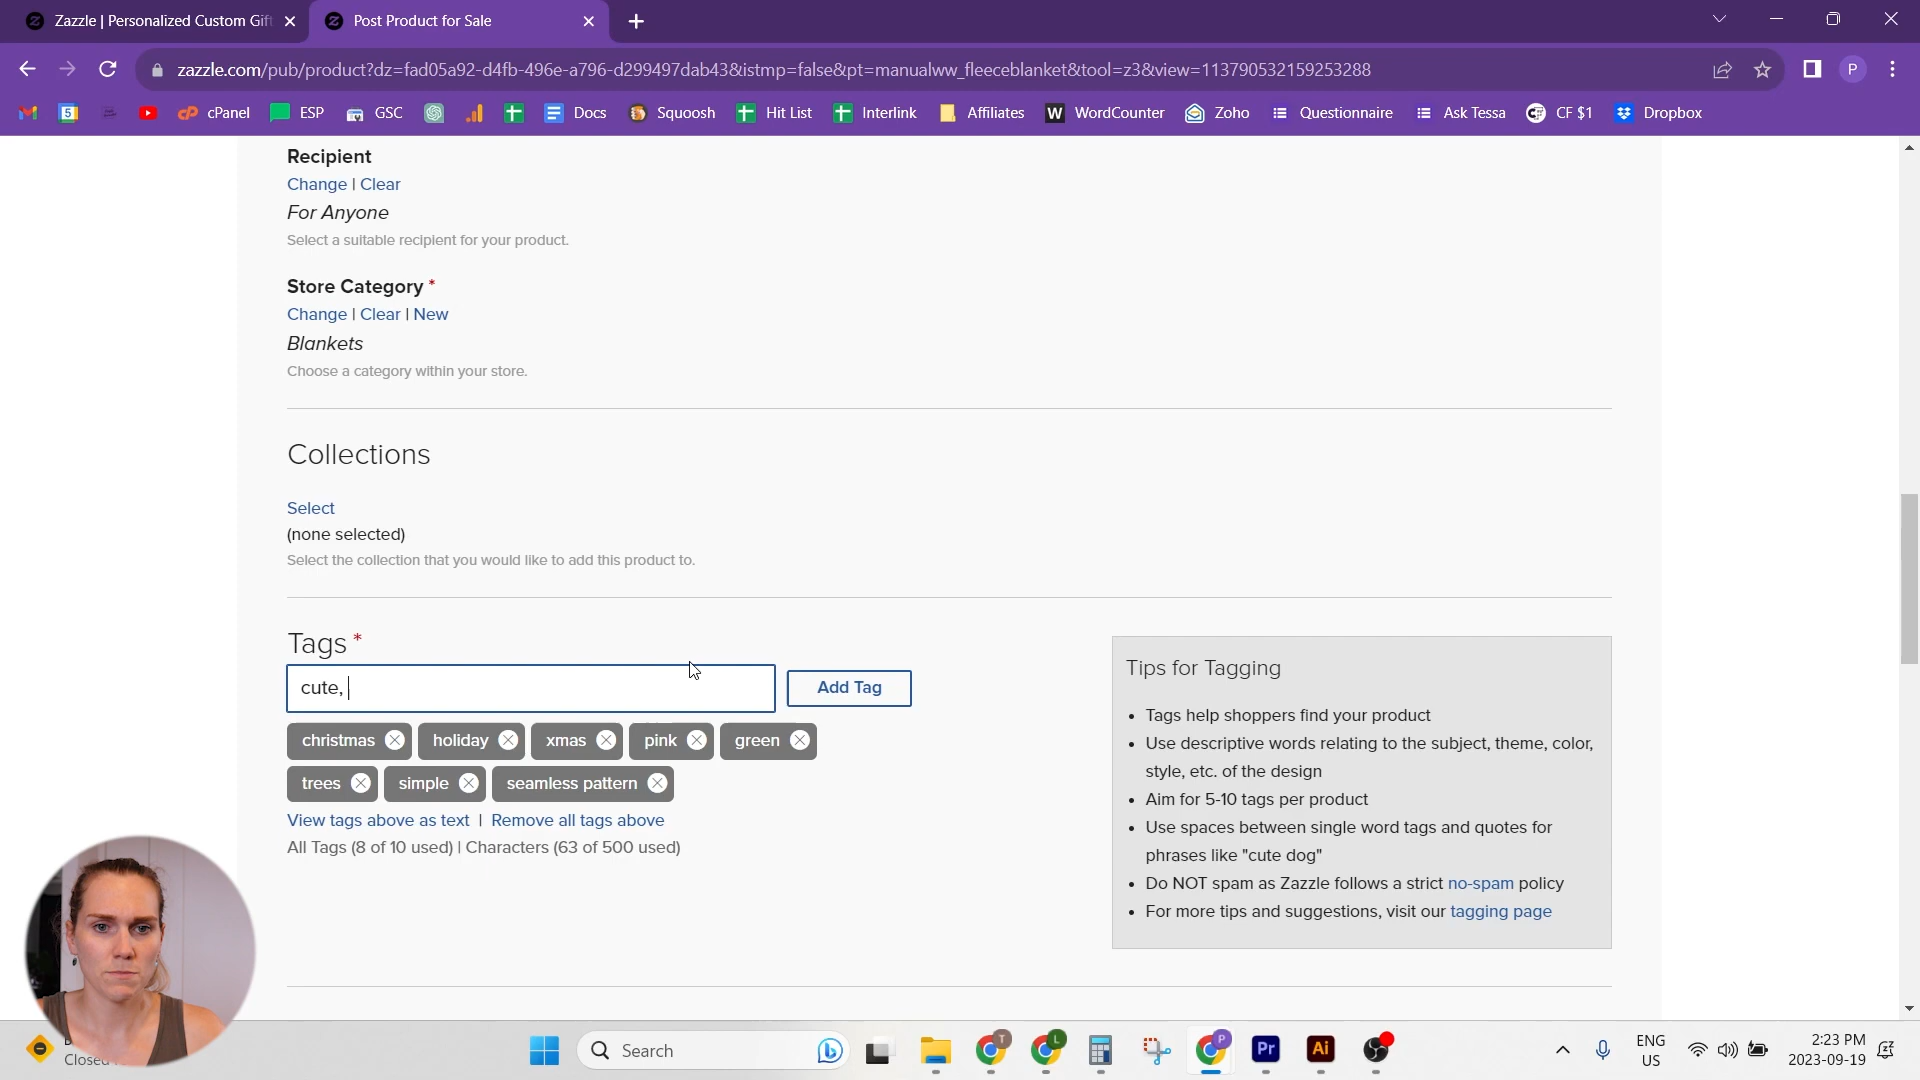 Zazzle | Personalized Custom Gift
Post Product for Sale
zazzle.com/pub/product?dz=fad05a92-d4fb-496e-a796-d299497dab43&istmp=false&pt=manualww_fleeceblanket&tool=z3&view=113790532159253288
P
5 cPanel ESP GSC Docs Squoosh Hit List Interlink Affiliates W WordCounter Zoho Questionnaire Ask Tessa CF $1 Dropbox
Recipient
Change | Clear
For Anyone
Select a suitable recipient for your product.
Store Category *
Change | Clear | New
Blankets
Choose a category within your store.
Collections
Select
(none selected)
Select the collection that you would like to add this product to.
Tags *
cute,
Add Tag
christmas holiday xmas pink green
trees simple seamless pattern
View tags above as text | Remove all tags above
All Tags (8 of 10 used) | Characters (63 of 500 used)
Tips for Tagging
• Tags help shoppers find your product
• Use descriptive words relating to the subject, theme, color,
style, etc. of the design
• Aim for 5-10 tags per product
• Use spaces between single word tags and quotes for
phrases like "cute dog"
• Do NOT spam as Zazzle follows a strict no-spam policy
• For more tips and suggestions, visit our tagging page
Closed
Search
T L P Pr Ai
ENG
US
2:23 PM
2023-09-19